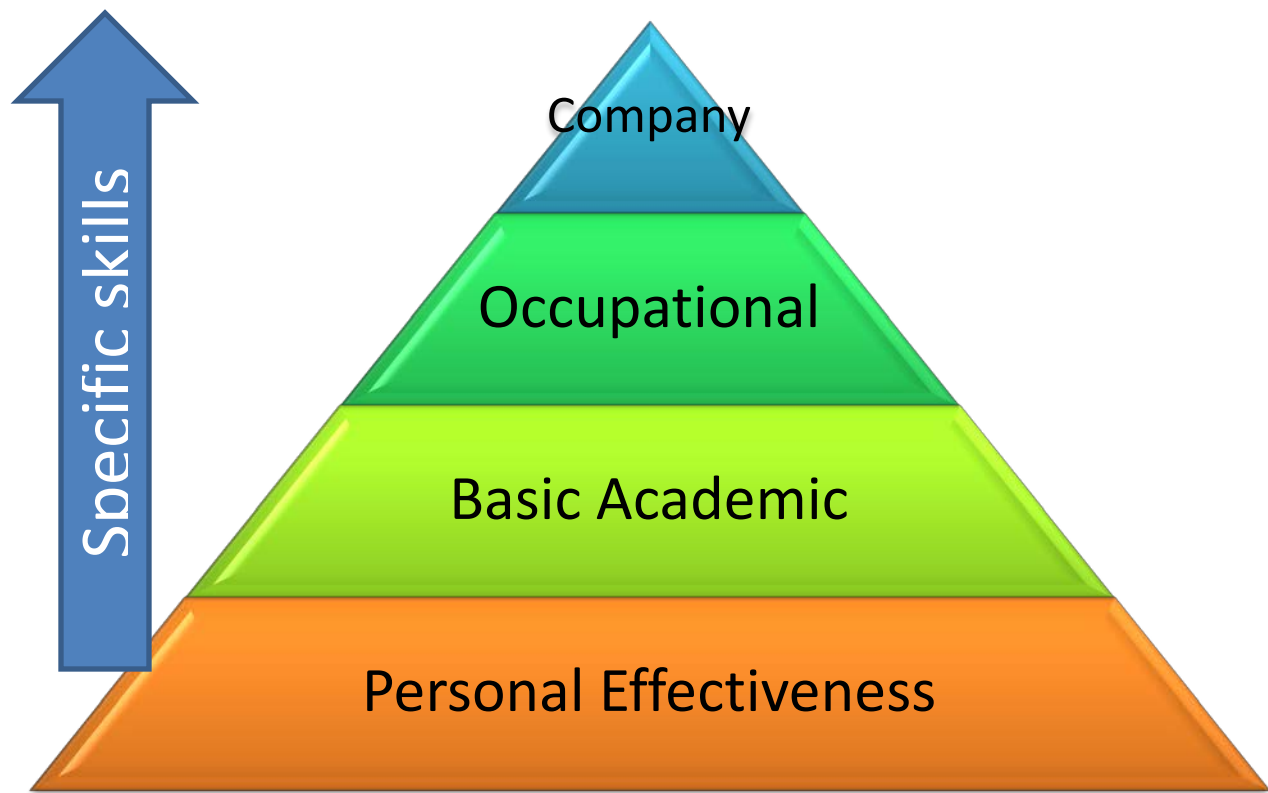 Specific skills
Company
Occupational
Basic Academic
Personal Effectiveness